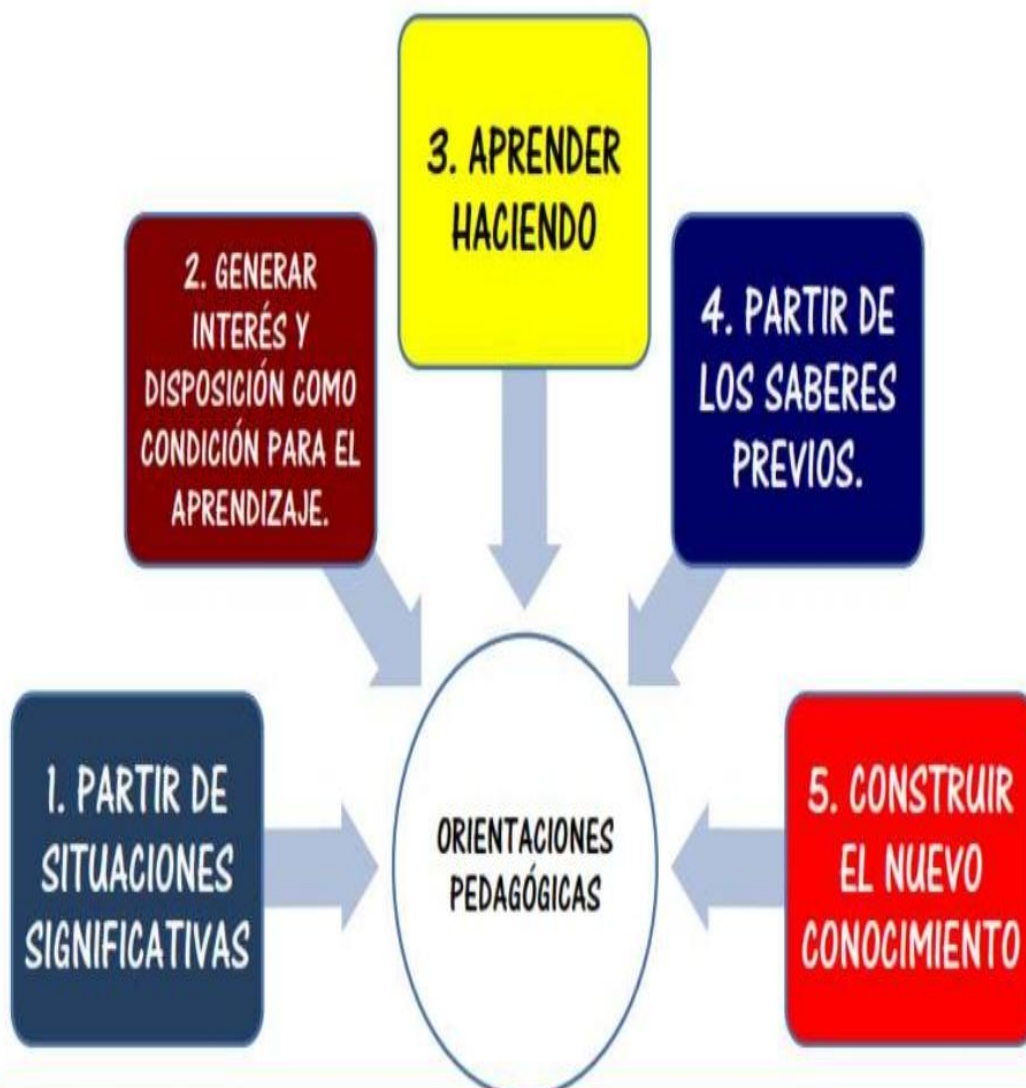 3. APRENDER
HACIENDO
2. GENERAR
INTERÉS Y
DISPOSICIÓN COMO
CONDICIÓN PARA EL
APRENDIZAJE.
4. PARTIR DE
LOS SABERES
PREVIOS.
1. PARTIR DE
SITUACIONES
SIGNIFICATIVAS
ORIENTACIONES
PEDAGÓGICAS
5. CONSTRUIR
EL NUEVO
CONOCIMIENTO